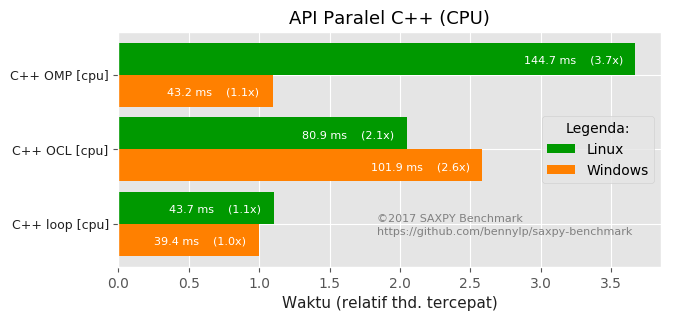 API Paralel C++ (CPU)
C++ OMP [cpu]
144.7 ms (3.7x)
43.2 ms (1.1x)
C++ OCL [cpu]
80.9 ms (2.1x)
101.9 ms (2.6x)
Legenda:
Linux
Windows
C++ loop [cpu]
43.7 ms (1.1x)
39.4 ms (1.0x)
©2017 SAXPY Benchmark
https://github.com/bennylp/saxpy-benchmark
0.0 0.5 1.0 1.5 2.0 2.5 3.0 3.5
Waktu (relatif thd. tercepat)